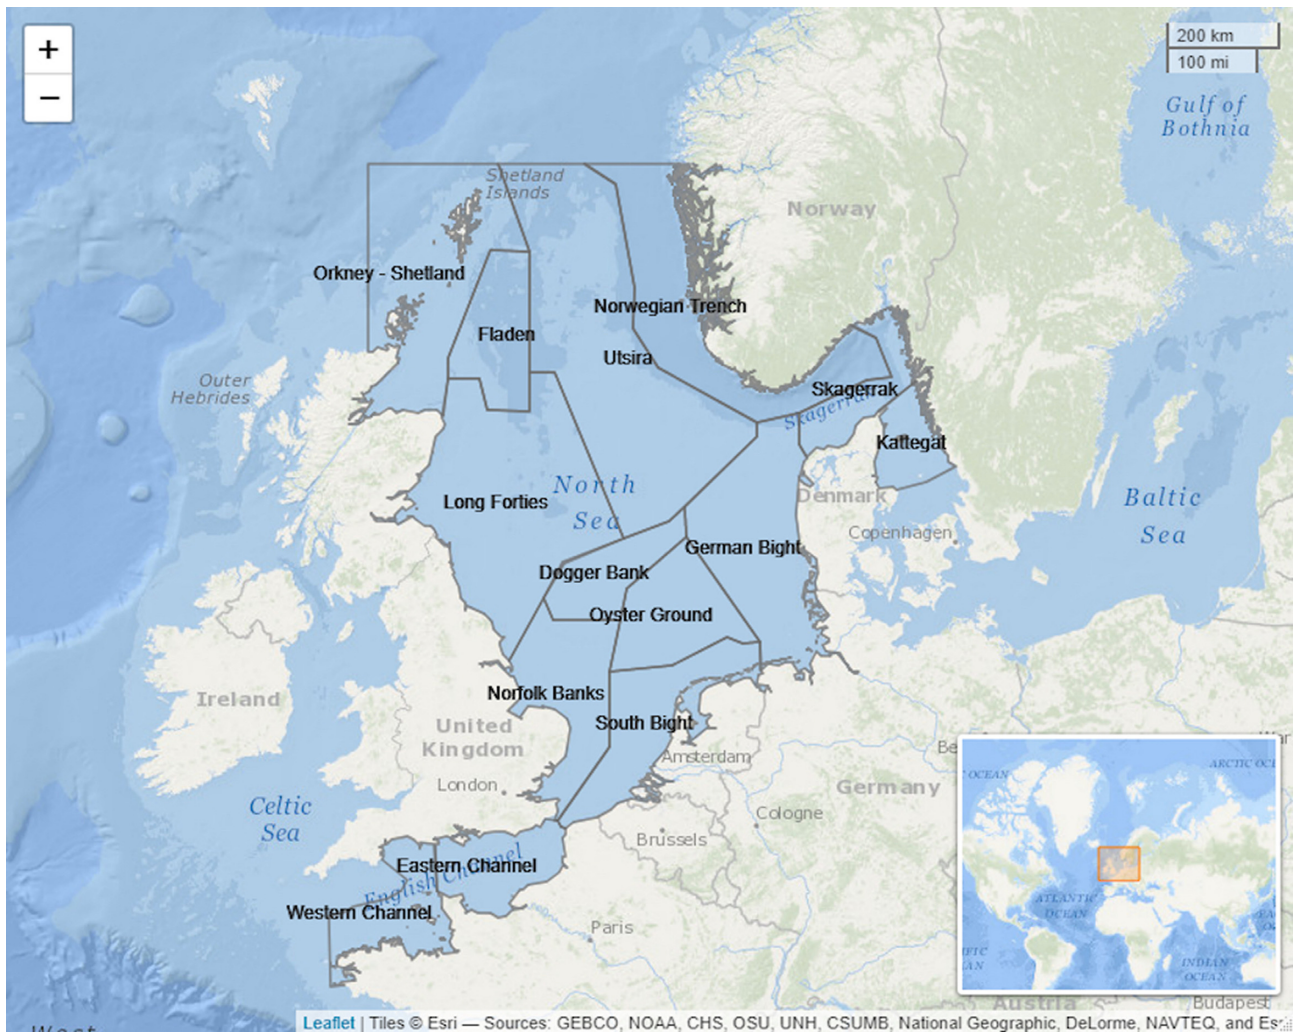 +
−
200 km
100 mi
Gulf of
Bothnia
Shetland
Islands
Norway
Orkney - Shetland
Norwegian Trench
Fladen
Utsira
Outer
Hebrides
Skagerrak
Skagerrak
Kattegat
North
Sea
Long Forties
Denmark
Baltic
Sea
Copenhagen
German Bight
Dogger Bank
Oyster Ground
Ireland
Norfolk Banks
United
Kingdom
South Bight
Amsterdam
London
Germany
Celtic
Sea
Cologne
Brussels
Eastern Channel
English Channel
Western Channel
Paris
ARCTIC
OCEAN
ATLANTIC
OCEAN
INDIAN
OCEAN
Austria
Budapest
West
Leaflet | Tiles © Esri — Sources: GEBCO, NOAA, CHS, OSU, UNH, CSUMB, National Geographic, DeLorme, NAVTEQ, and Es